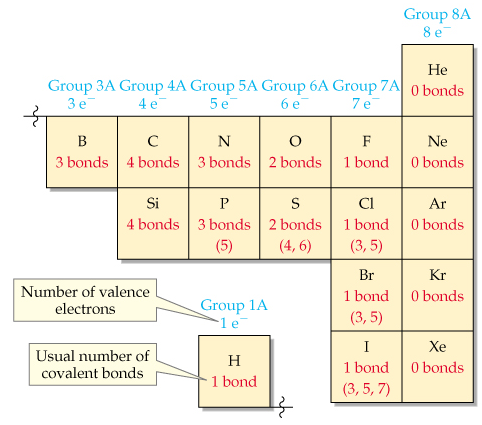 Group 8A
8 e⁻
Group 3A Group 4A Group 5A Group 6A Group 7A
3 e⁻ 4 e⁻ 5 e⁻ 6 e⁻ 7 e⁻
He
0 bonds
B C N O F Ne
3 bonds 4 bonds 3 bonds 2 bonds 1 bond 0 bonds
Si P S Cl Ar
4 bonds 3 bonds 2 bonds 1 bond 0 bonds
(5) (4, 6) (3, 5)
Br Kr
1 bond 0 bonds
(3, 5)
I Xe
1 bond 0 bonds
(3, 5, 7)
Number of valence
electrons
Group 1A
1 e⁻
Usual number of
covalent bonds
H
1 bond